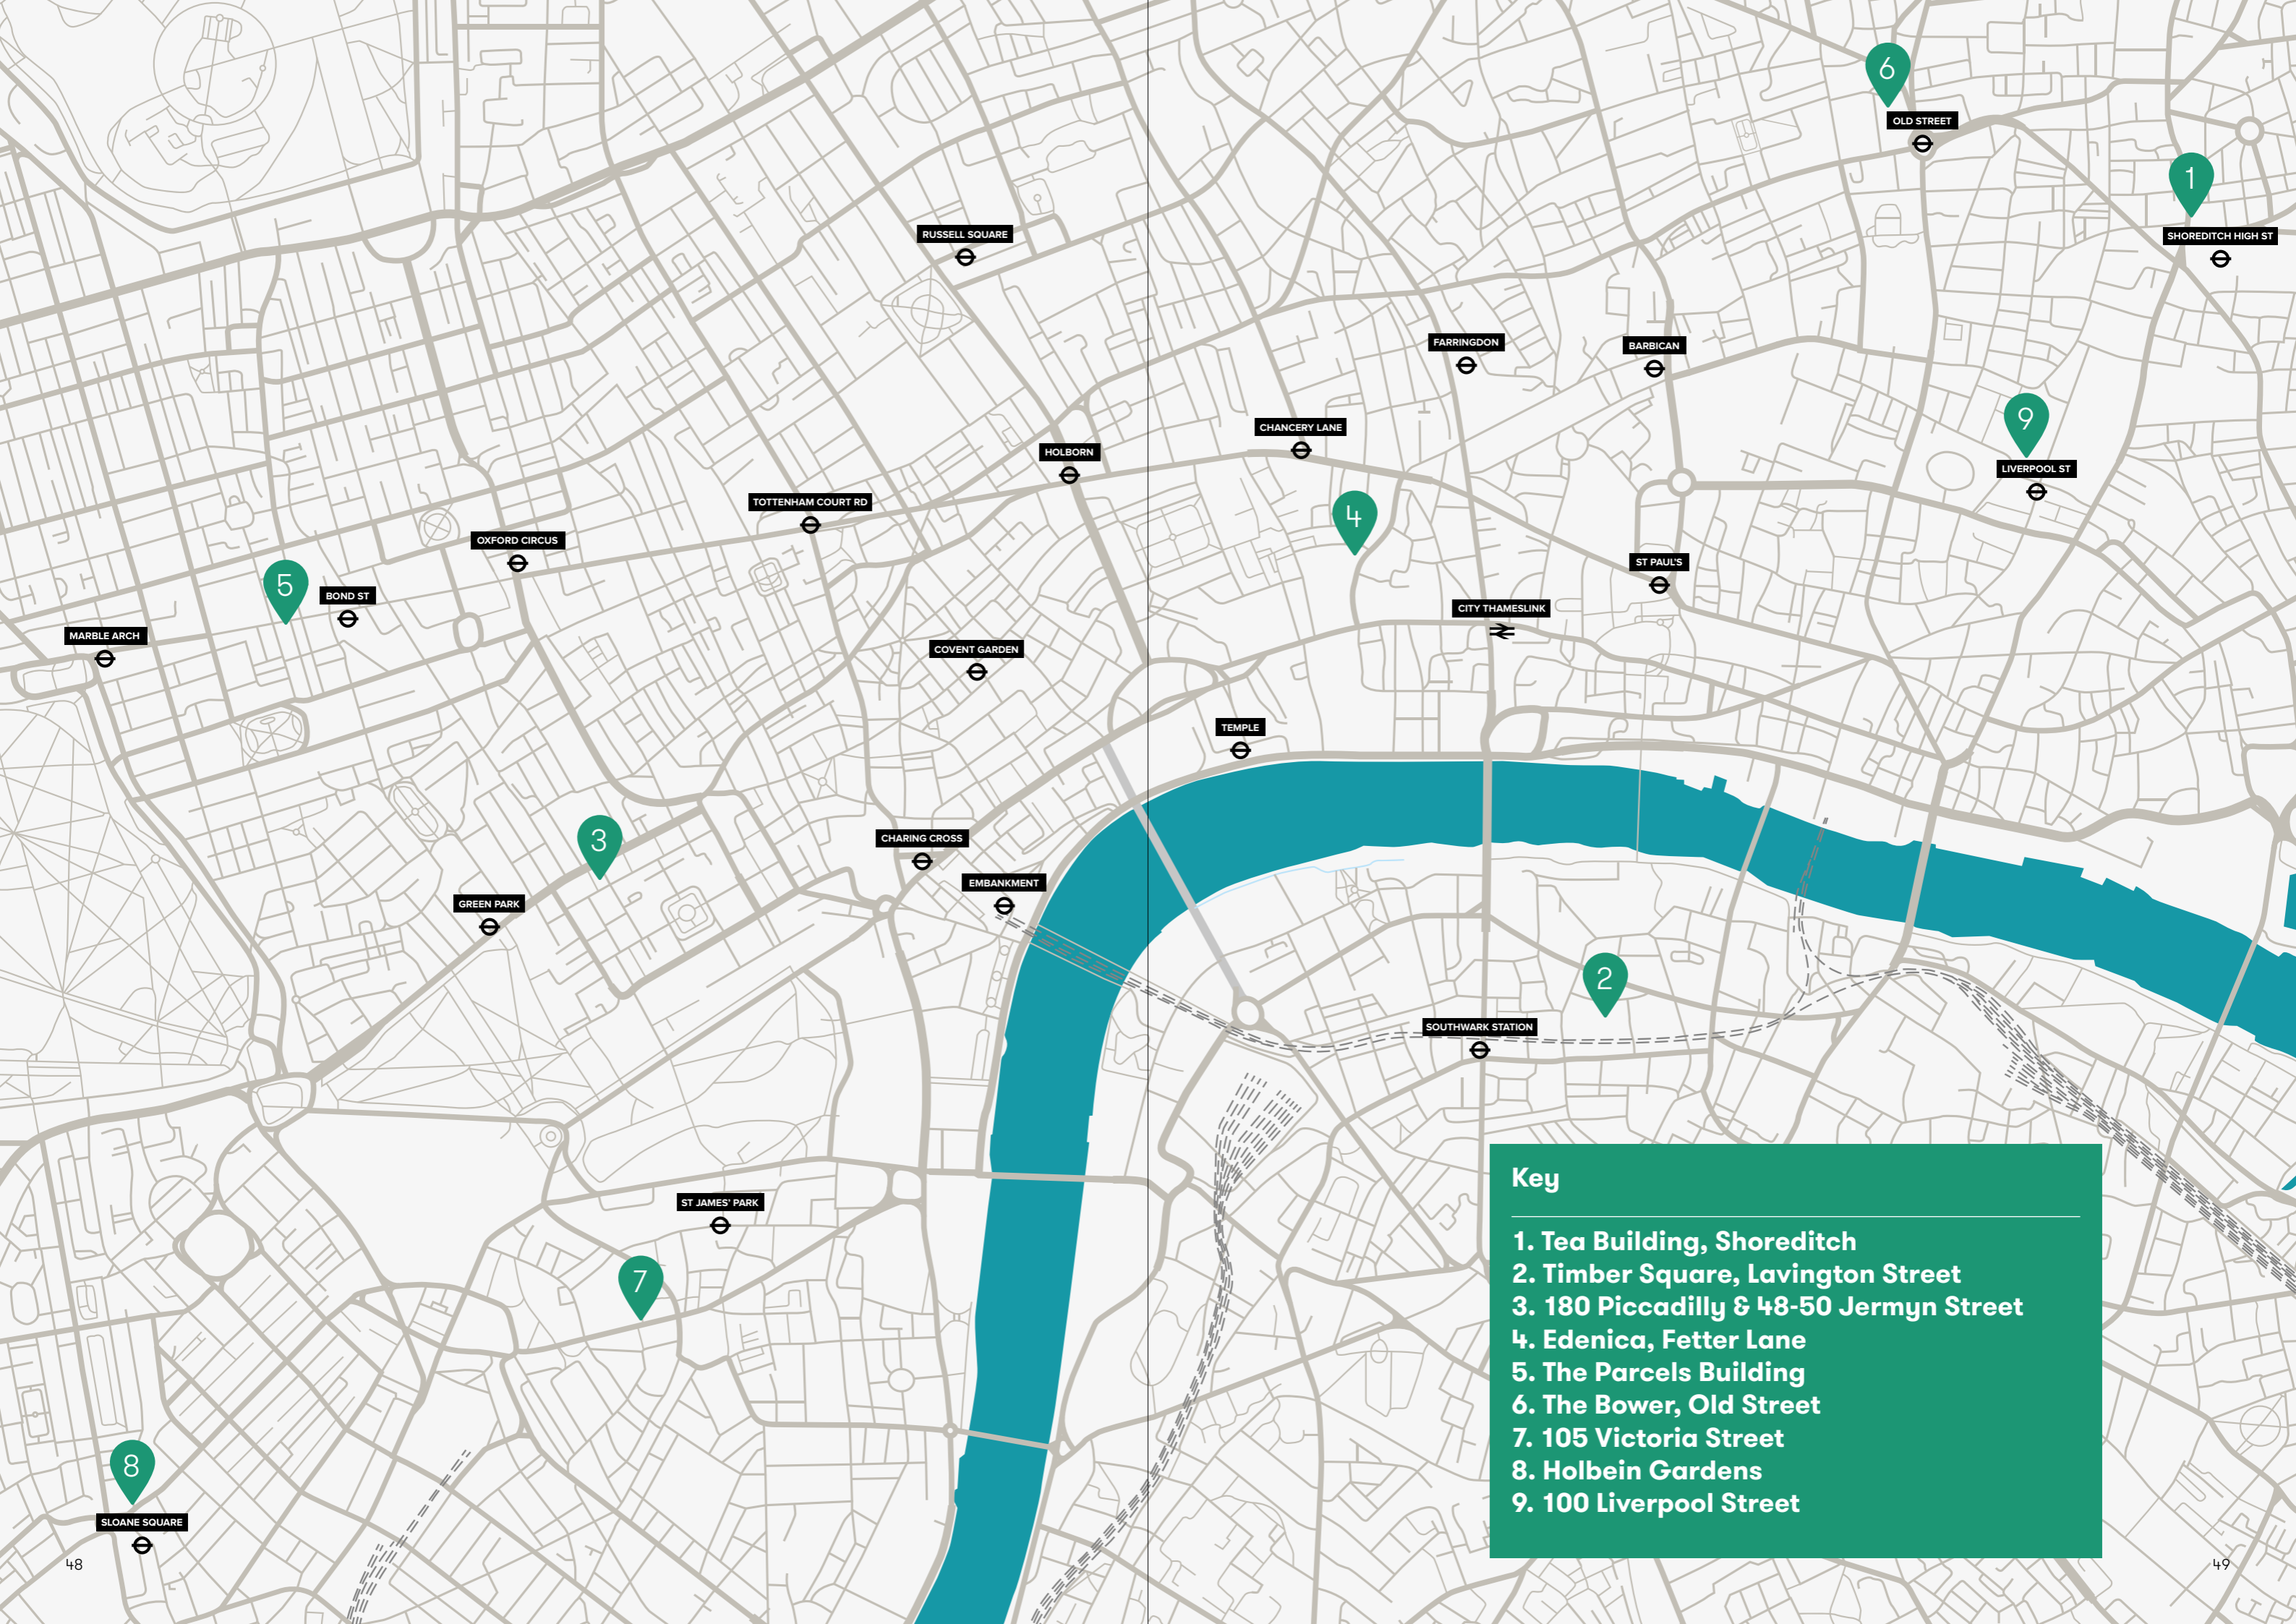 6
OLD STREET
1
SHOREDITCH HIGH ST
RUSSELL SQUARE
FARRINGDON
BARBICAN
9
LIVERPOOL ST
CHANCERY LANE
HOLBORN
TOTTENHAM COURT RD
4
OXFORD CIRCUS
ST PAUL'S
5
BOND ST
CITY THAMESLINK
MARBLE ARCH
COVENT GARDEN
TEMPLE
3
CHARING CROSS
EMBANKMENT
GREEN PARK
2
SOUTHWARK STATION
ST JAMES' PARK
7
8
SLOANE SQUARE
Key
1. Tea Building, Shoreditch
2. Timber Square, Lavington Street
3. 180 Piccadilly & 48-50 Jermyn Street
4. Edenica, Fetter Lane
5. The Parcels Building
6. The Bower, Old Street
7. 105 Victoria Street
8. Holbein Gardens
9. 100 Liverpool Street
48
49